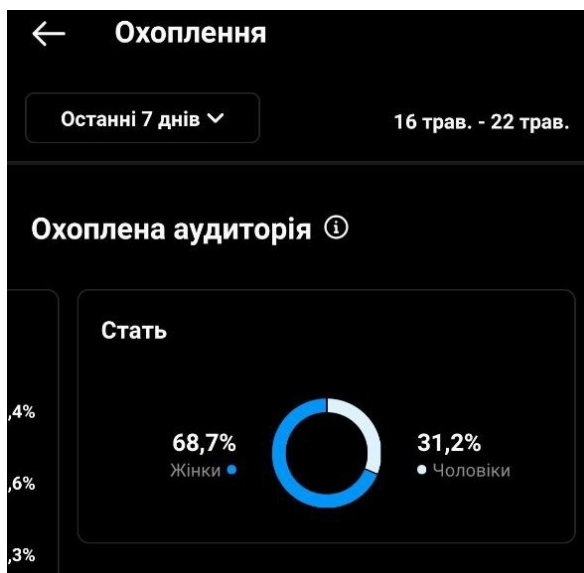 Охоплення
Останні 7 днів
16 трав. - 22 трав.
Охоплена аудиторія
Стать
,4%
68,7%
31,2%
Жінки
Чоловіки
,6%
,3%